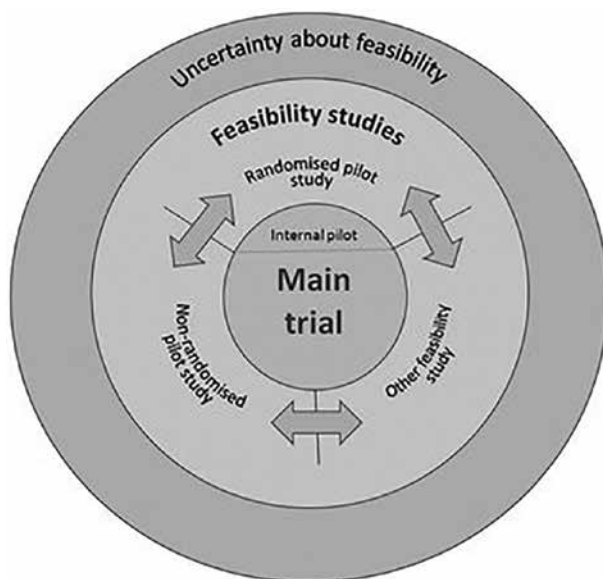 Uncertainty about feasibility
Feasibility studies
Randomised pilot
study
Internal pilot
Main
trial
Non-randomised
pilot study
Other feasibility
study